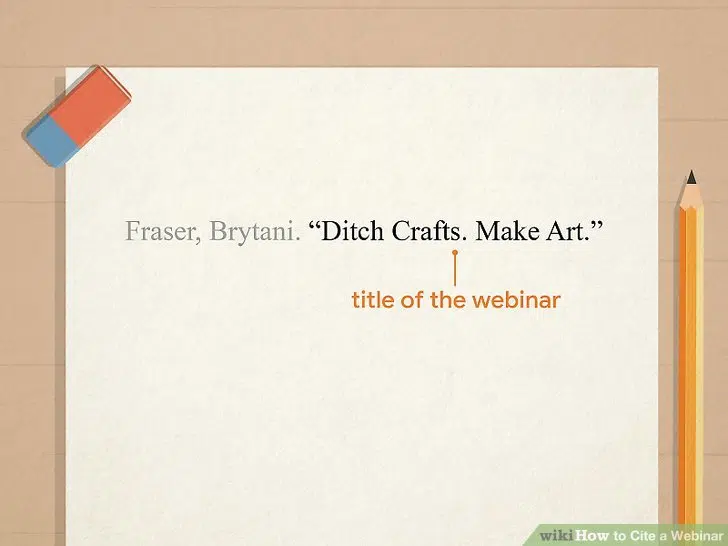 Fraser, Brytani. “Ditch Crafts. Make Art.”
title of the webinar
wikiHow to Cite a Webinar